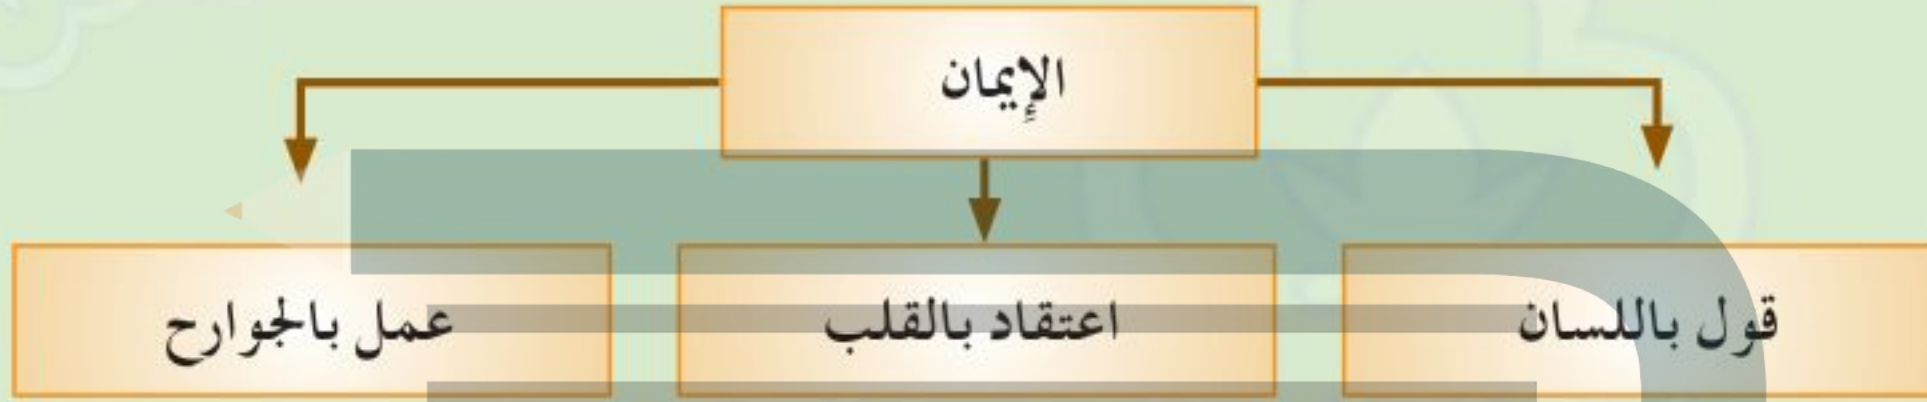 الإيمان
قول باللسان
اعتقاد بالقلب
عمل بالجوارح